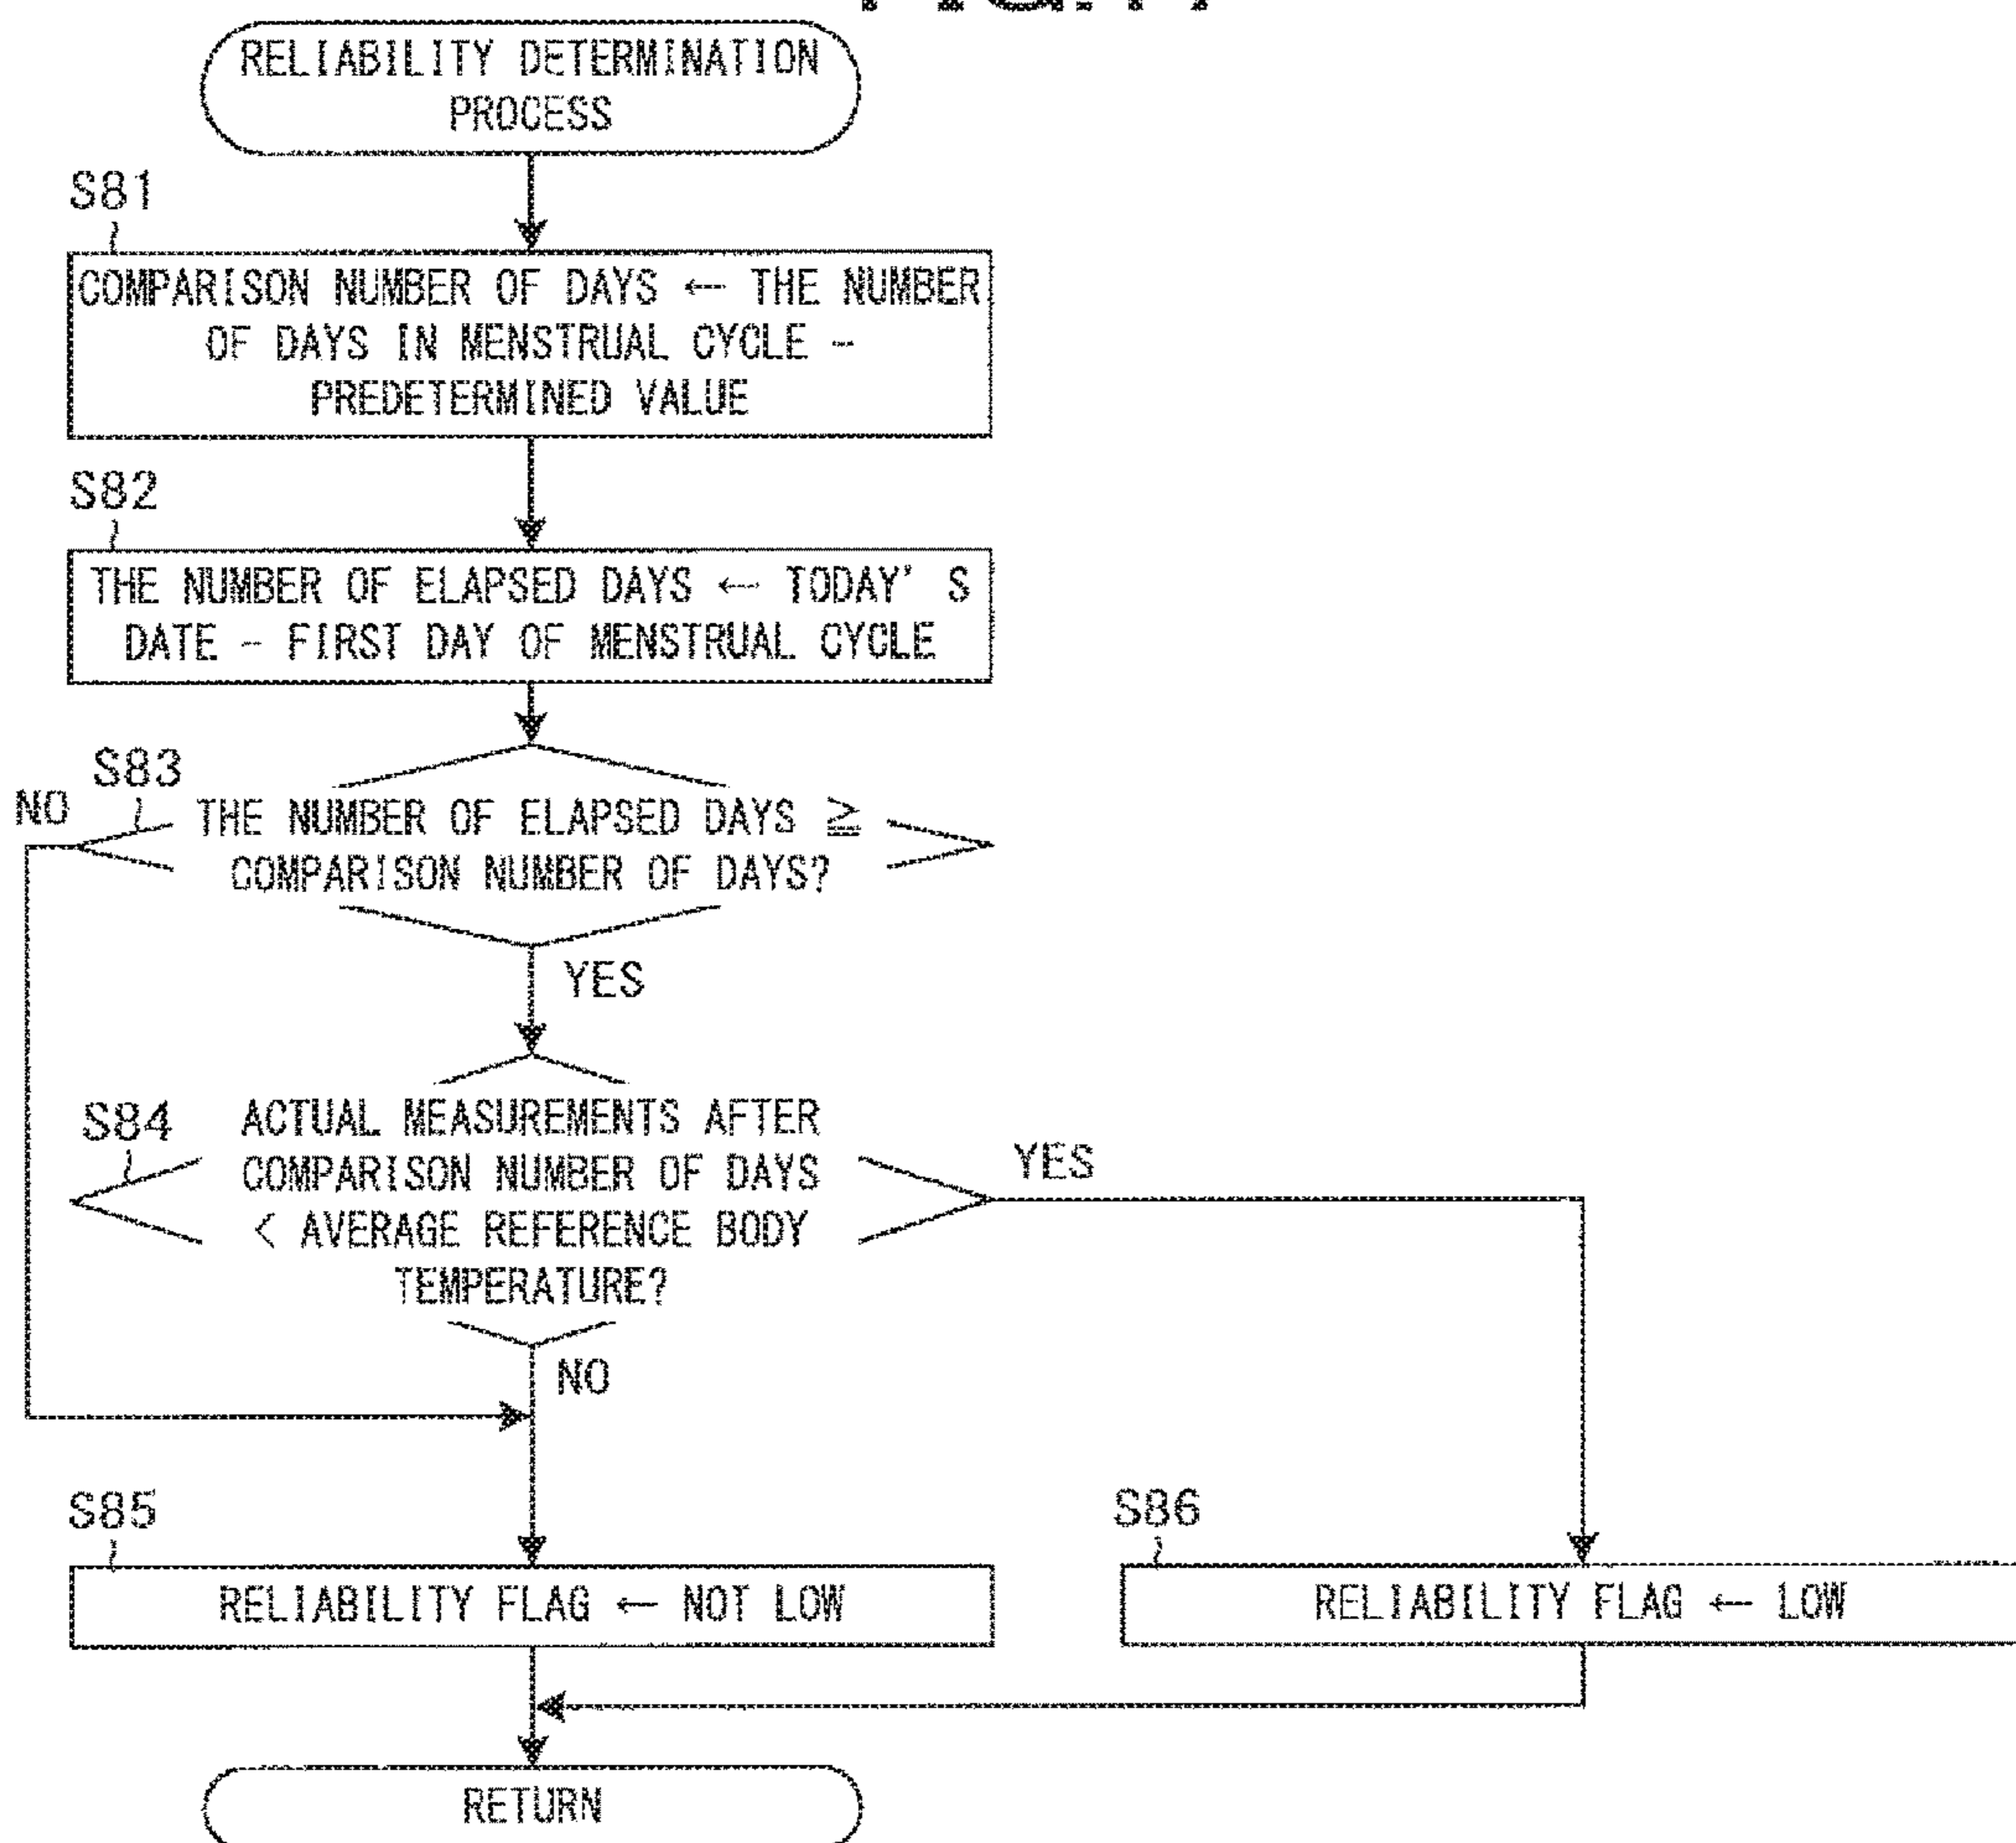 RELIABILITY DETERMINATION
PROCESS
S81
COMPARISON NUMBER OF DAYS ← THE NUMBER
OF DAYS IN MENSTRUAL CYCLE -
PREDETERMINED VALUE
S82
THE NUMBER OF ELAPSED DAYS ← TODAY' S
DATE - FIRST DAY OF MENSTRUAL CYCLE
S83
NO
THE NUMBER OF ELAPSED DAYS ≧
COMPARISON NUMBER OF DAYS?
YES
S84
ACTUAL MEASUREMENTS AFTER
COMPARISON NUMBER OF DAYS
< AVERAGE REFERENCE BODY
TEMPERATURE?
YES
NO
S85
RELIABILITY FLAG ← NOT LOW
S86
RELIABILITY FLAG ← LOW
RETURN